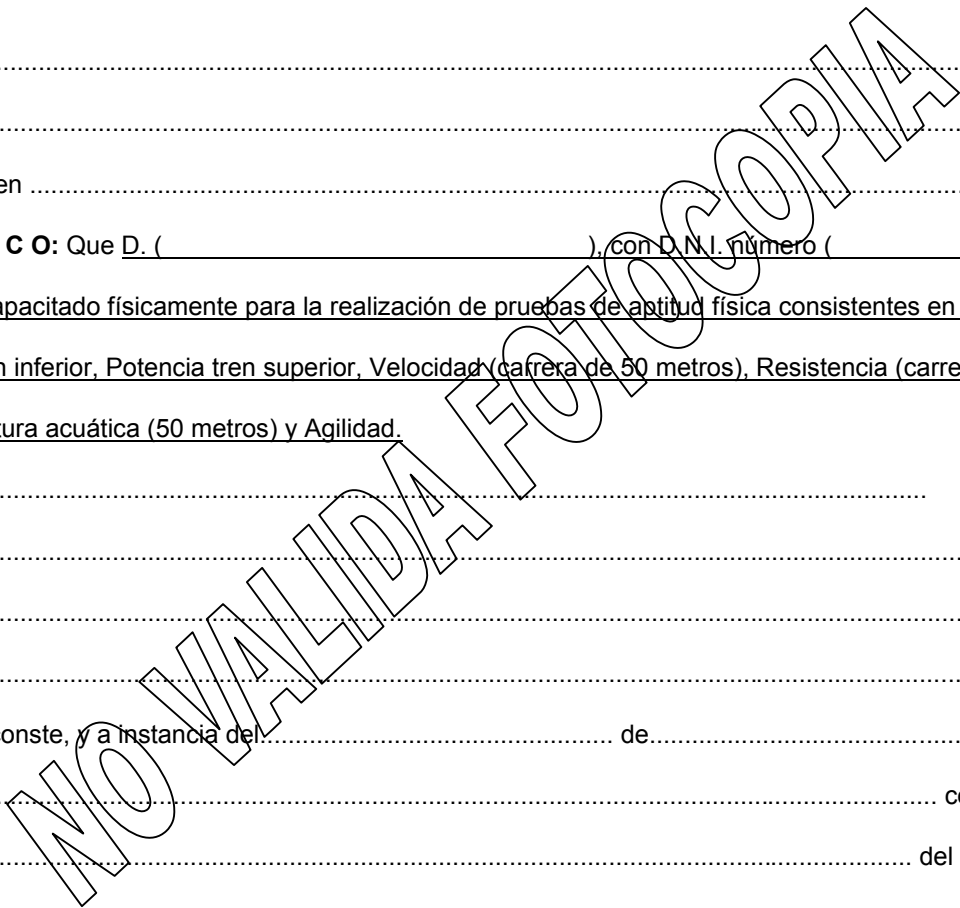 ....................................................................................................
....................................................................................................
en ....................................................................................................
C O: Que D. ( ), con D.N.I. número (
apacitado físicamente para la realización de pruebas de aptitud física consistentes en
n inferior, Potencia tren superior, Velocidad (carrera de 50 metros), Resistencia (carre
tura acuática (50 metros) y Agilidad.
....................................................................................................
....................................................................................................
....................................................................................................
....................................................................................................
onste, y a instancia del..................................................... de.............................................
.................................................................................................... co
.................................................................................................... del
NO VALIDA FOTOCOPIA